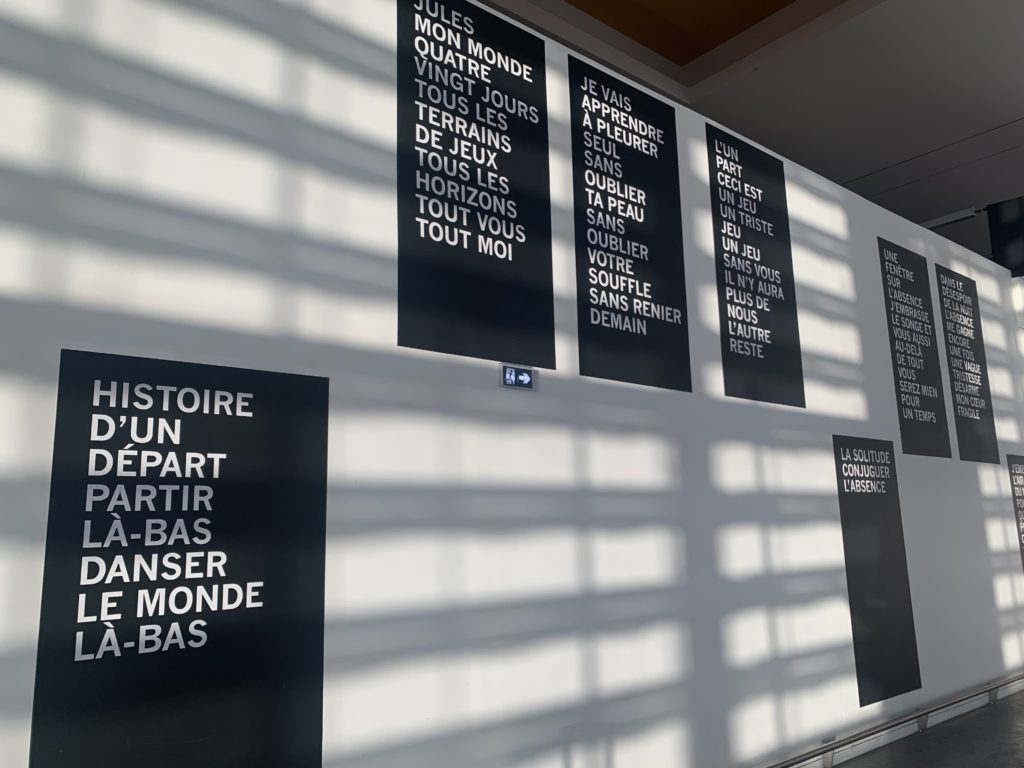 JULES
MON MONDE
QUATRE
VINGT JOURS
TOUS LES
TERRAINS
DE JEUX
TOUS LES
HORIZONS
TOUT VOUS
TOUT MOI
JE VAIS
APPRENDRE
À PLEURER
SEUL
SANS
OUBLIER
TA PEAU
SANS
OUBLIER
VOTRE
SOUFFLE
SANS RENIER
DEMAIN
L'UN
PART
CECI EST
UN JEU
UN TRISTE
JEU
UN JEU
SANS VOUS
IL N'Y AURA
PLUS DE
NOUS
L'AUTRE
RESTE
UNE
FENÊTRE
SUR
L'ABSENCE
J'EMBRASSE
LE SONGE ET
VOUS AUSSI
AU-DELÀ
DE TOUT
VOUS
SEREZ MIEN
POUR
UN TEMPS
DANS LE
DÉSESPOIR
DE LA NUIT
L'ABSENCE
ME GAGNE
ENCORE
UNE FOIS
UNE VAGUE
TRISTESSE
DÉSARME
MON CŒUR
FRAGILE
HISTOIRE
D'UN
DÉPART
PARTIR
LÀ-BAS
DANSER
LE MONDE
LÀ-BAS
LA SOLITUDE
CONJUGUER
L'ABSENCE